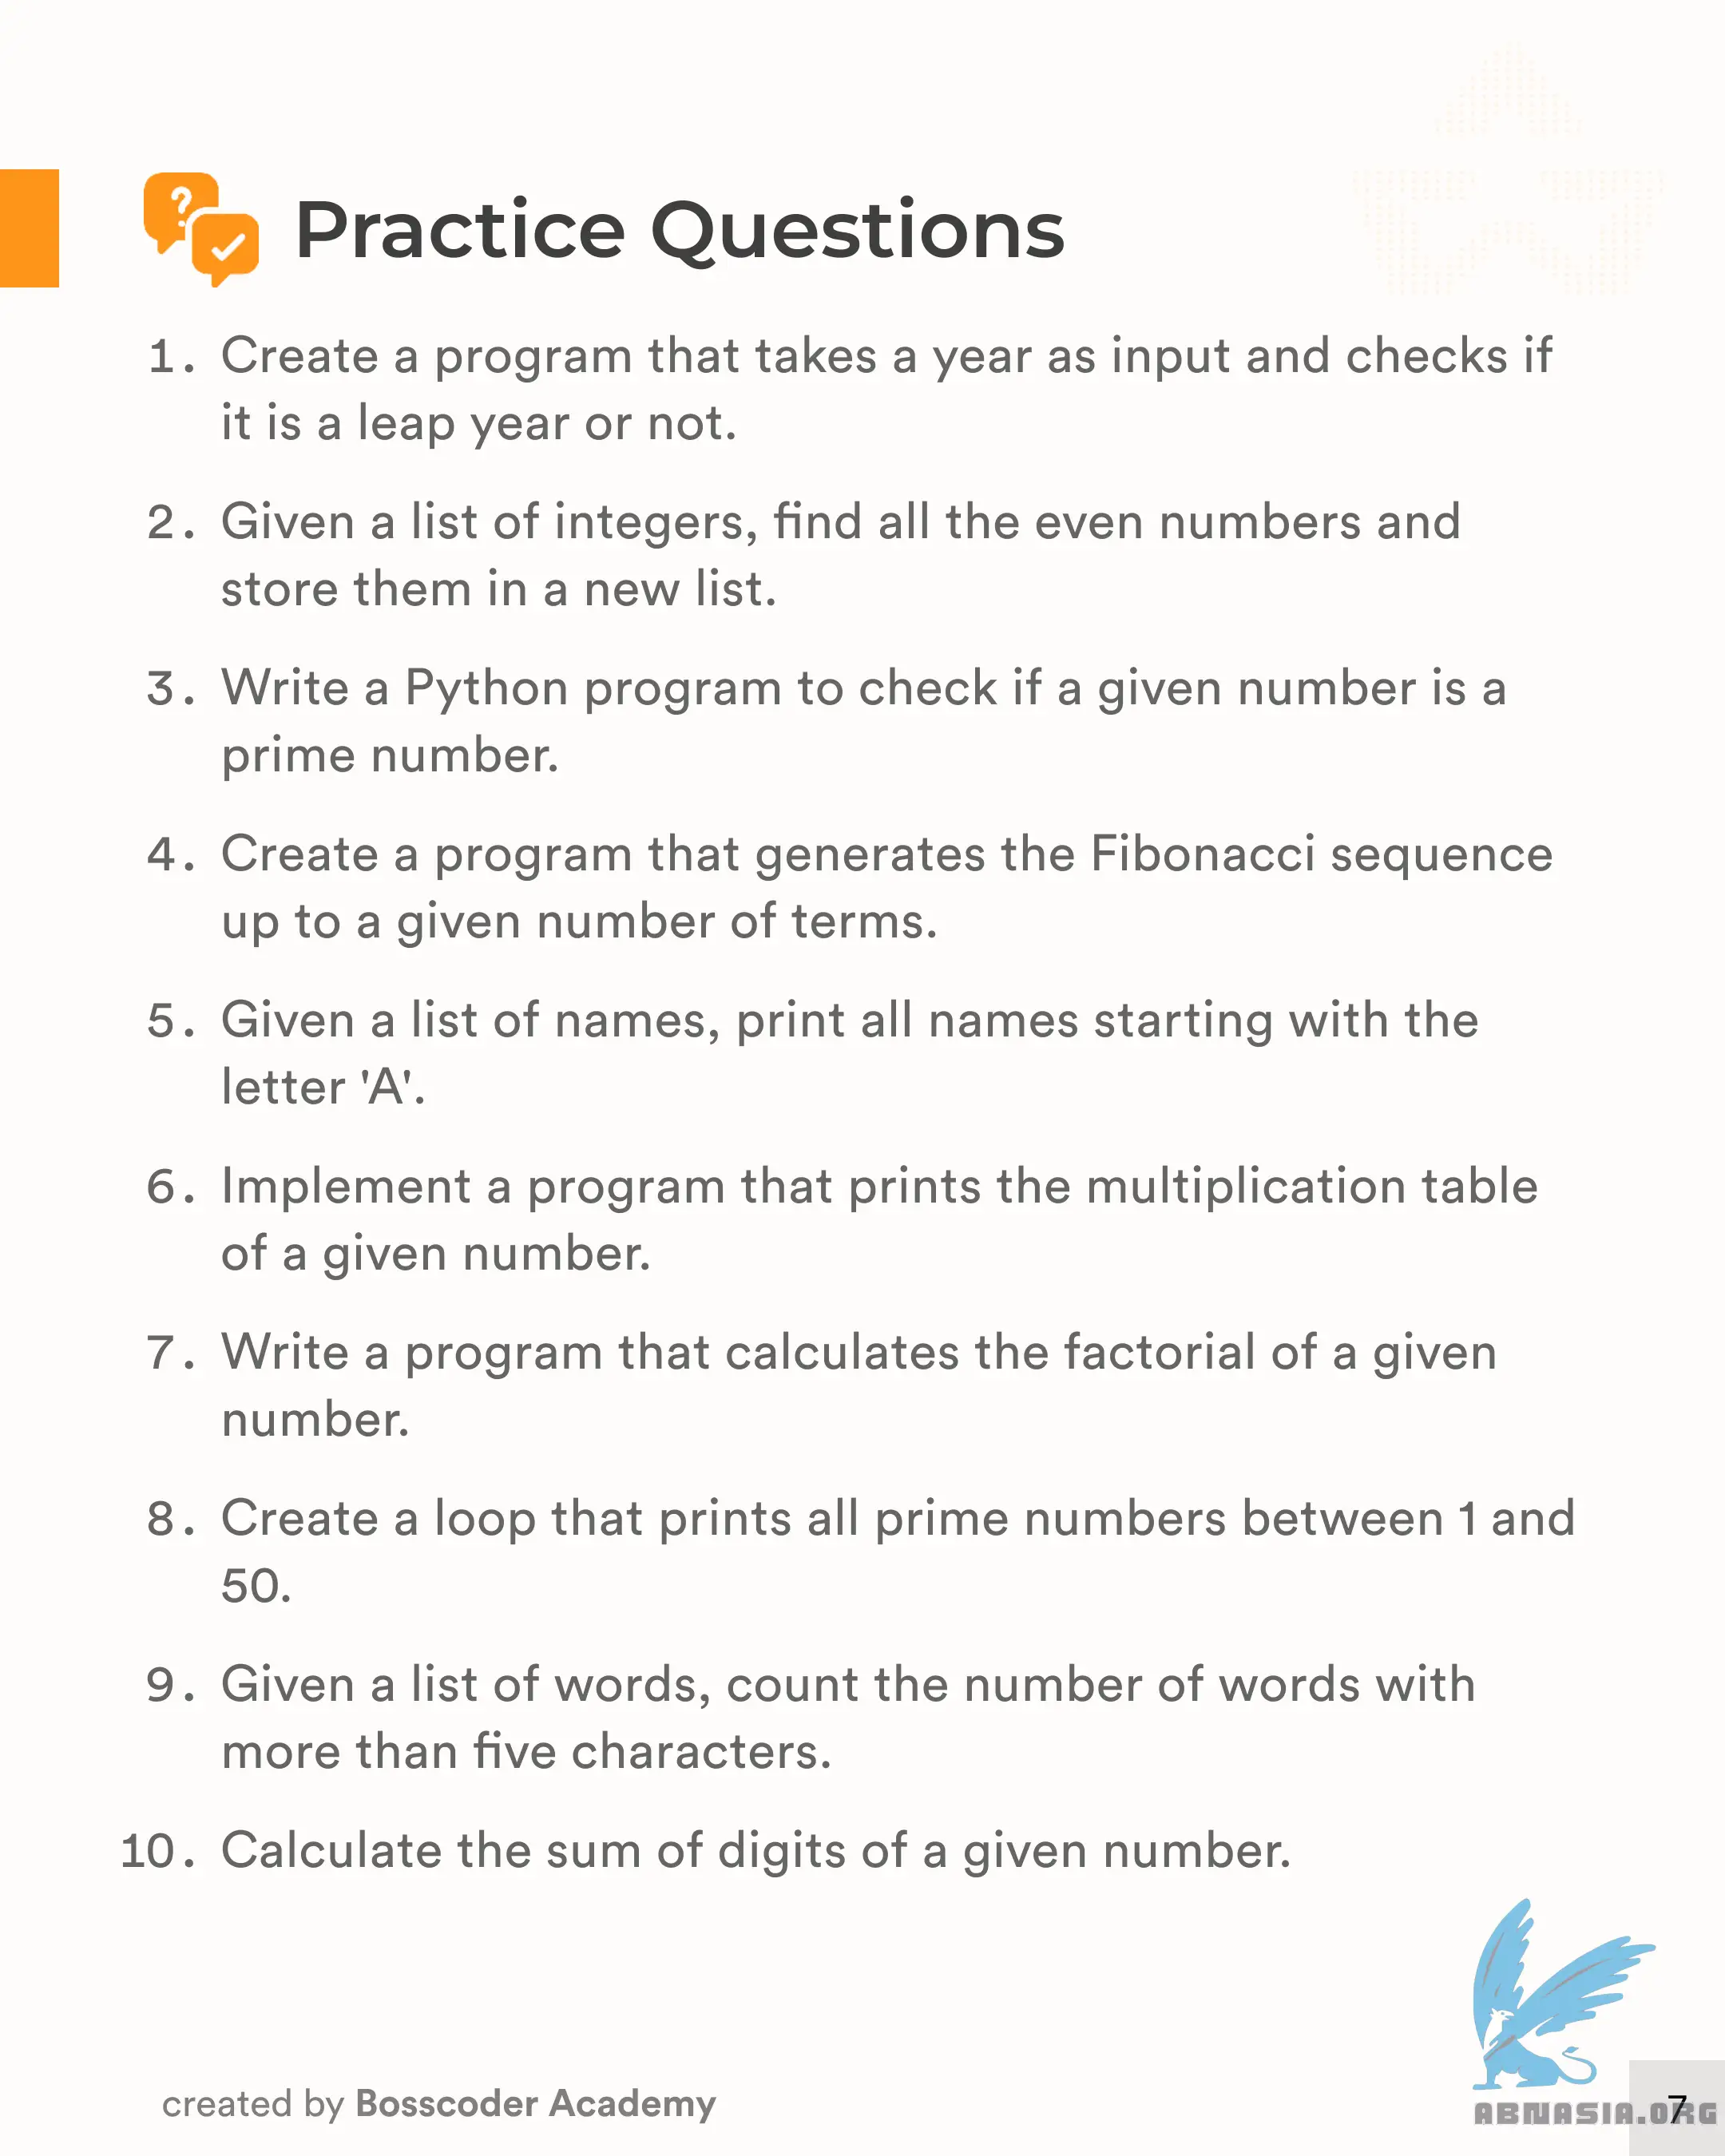 Practice Questions
1. Create a program that takes a year as input and checks if
it is a leap year or not.
2. Given a list of integers, find all the even numbers and
store them in a new list.
3. Write a Python program to check if a given number is a
prime number.
4. Create a program that generates the Fibonacci sequence
up to a given number of terms.
5. Given a list of names, print all names starting with the
letter 'A'.
6. Implement a program that prints the multiplication table
of a given number.
7. Write a program that calculates the factorial of a given
number.
8. Create a loop that prints all prime numbers between 1 and
50.
9. Given a list of words, count the number of words with
more than five characters.
10. Calculate the sum of digits of a given number.
created by Bosscoder Academy
ABNASIA.ORG
7